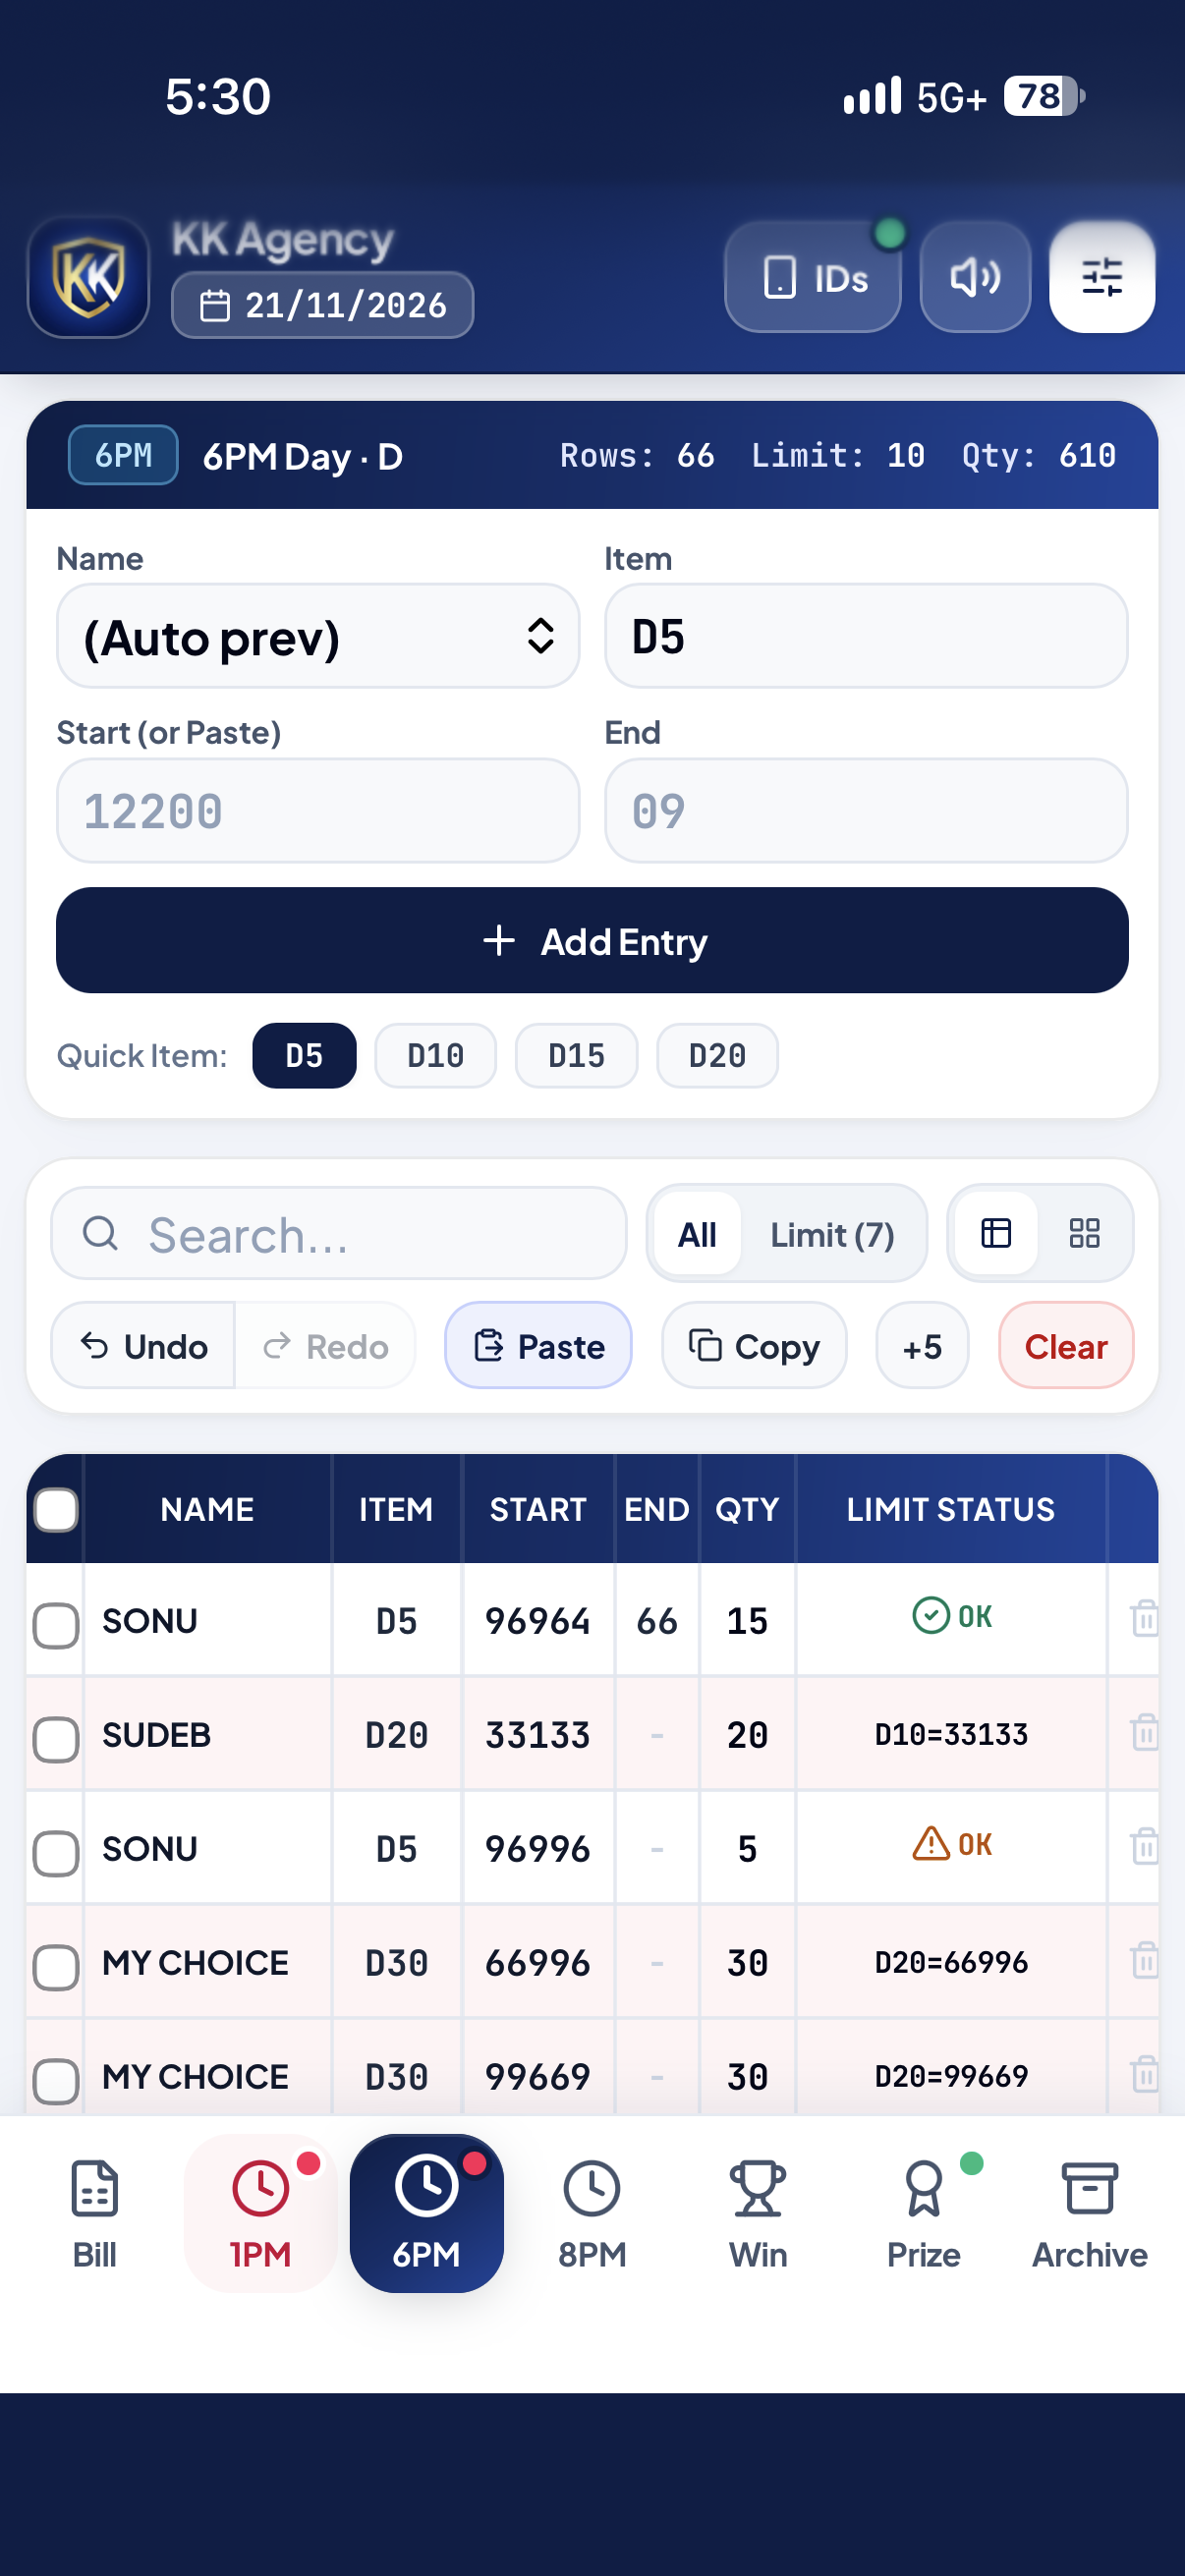 5:30 5G+ 78
KK
KK Agency
21/11/2026
IDs
6PM 6PM Day · D Rows: 66 Limit: 10 Qty: 610
Name Item
(Auto prev) D5
Start (or Paste) End
12200 09
+ Add Entry
Quick Item: D5 D10 D15 D20
Search... All Limit (7)
Undo Redo Paste Copy +5 Clear
NAME ITEM START END QTY LIMIT STATUS
SONU D5 96964 66 15 OK
SUDEB D20 33133 - 20 D10=33133
SONU D5 96996 - 5 OK
MY CHOICE D30 66996 - 30 D20=66996
MY CHOICE D30 99669 - 30 D20=99669
Bill 1PM 6PM 8PM Win Prize Archive